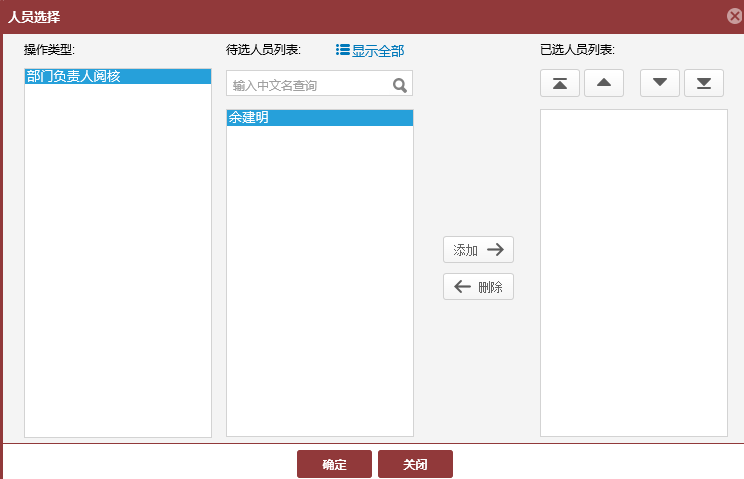 人员选择
操作类型:
待选人员列表:
显示全部
已选人员列表:
部门负责人阅核
输入中文名查询
余建明
添加
删除
确定
关闭